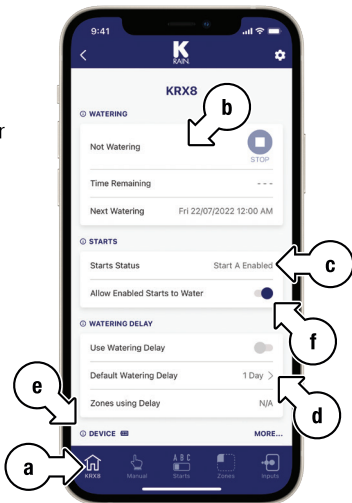 9:41
K
RAIN.
KRX8
WATERING
b
Not Watering
STOP
Time Remaining
- - -
Next Watering Fri 22/07/2022 12:00 AM
STARTS
Starts Status Start A Enabled
c
Allow Enabled Starts to Water
f
WATERING DELAY
Use Watering Delay
e
Default Watering Delay 1 Day >
d
Zones using Delay N/A
DEVICE MORE...
a
KRX8 Manual A B C Starts Zones Inputs
r